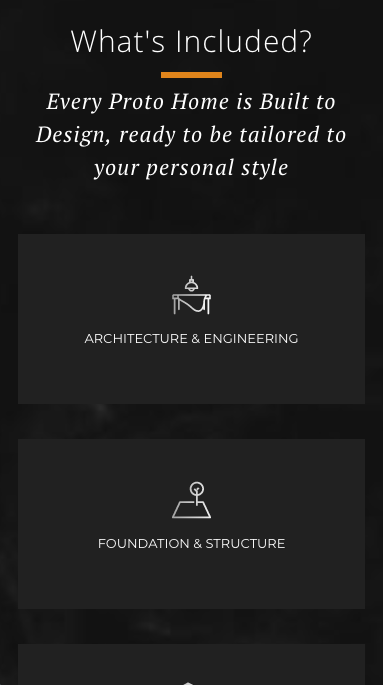 What's Included?
Every Proto Home is Built to
Design, ready to be tailored to
your personal style
ARCHITECTURE & ENGINEERING
FOUNDATION & STRUCTURE